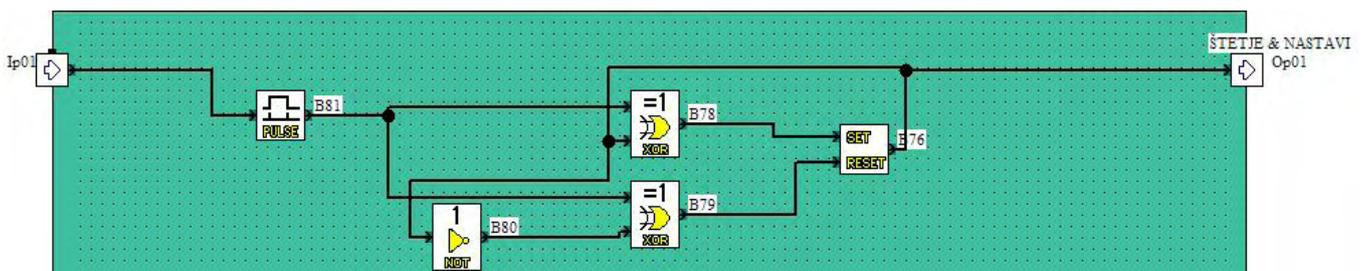 ŠTETJE & NASTAVI
Ip01
Op01
B81
PULSE
=1
XOR
B78
SET
RESET
B76
=1
XOR
B79
1
NOT
B80